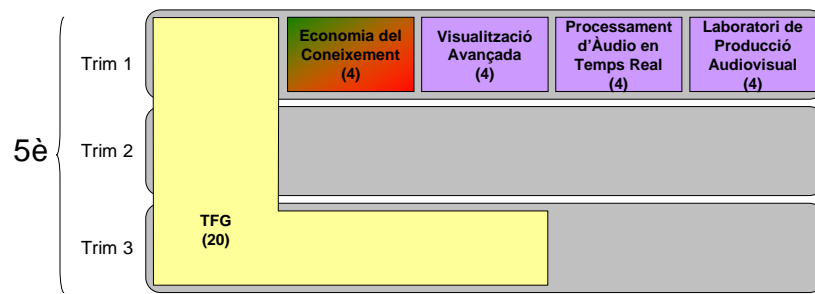 5è
Trim 1
Economia del
Coneixement
(4)
Visualització
Avançada
(4)
Processament
d'Àudio en
Temps Real
(4)
Laboratori de
Producció
Audiovisual
(4)
Trim 2
TFG
(20)
Trim 3